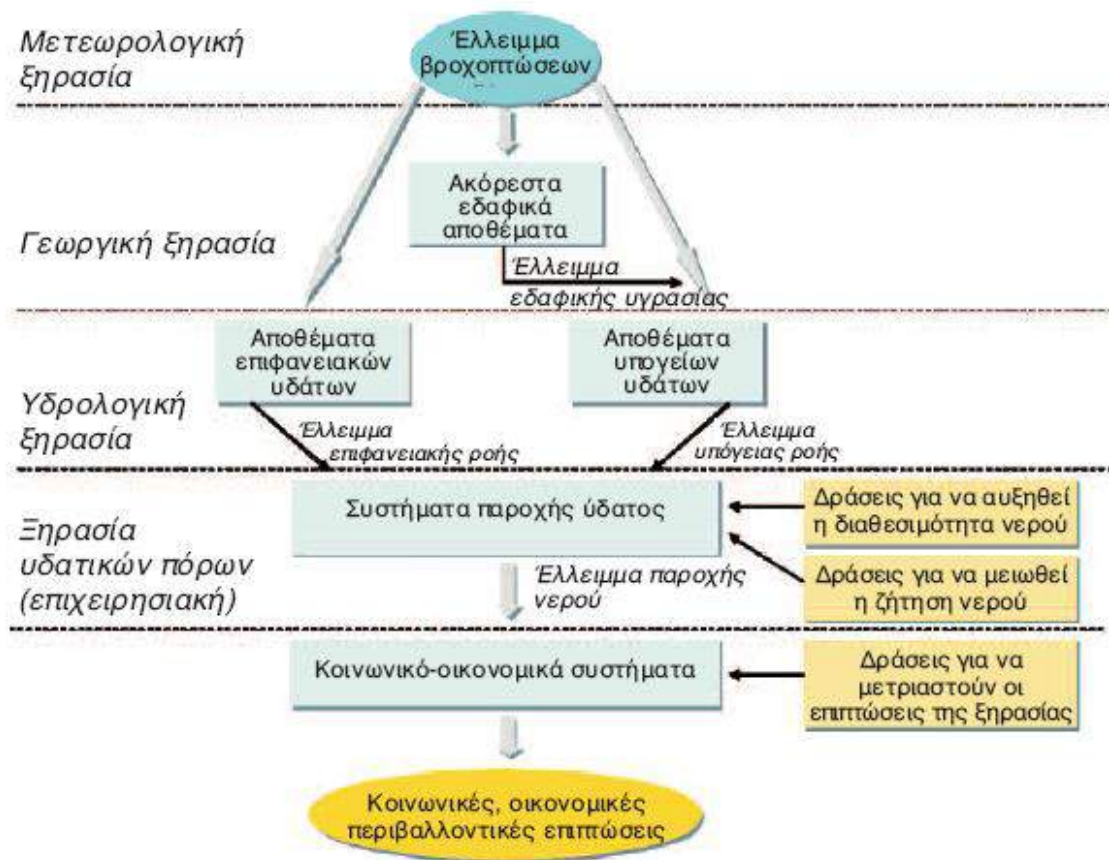 Μετεωρολογική
ξηρασία
Έλλειμμα
βροχοπτώσεων
Ακόρεστα
εδαφικά
αποθέματα
Γεωργική ξηρασία
Έλλειμμα
εδαφικής υγρασίας
Αποθέματα
επιφανειακών
υδάτων
Αποθέματα
υπογείων
υδάτων
Υδρολογική
ξηρασία
Έλλειμμα
επιφανειακής ροής
Έλλειμμα
υπόγειας ροής
Ξηρασία
υδατικών πόρων
(επιχειρησιακή)
Συστήματα παροχής ύδατος
Δράσεις για να αυξηθεί
η διαθεσιμότητα νερού
Έλλειμμα παροχής
νερού
Δράσεις για να μειωθεί
η ζήτηση νερού
Κοινωνικό-οικονομικά συστήματα
Δράσεις για να
μετριαστούν οι
επιπτώσεις της ξηρασίας
Κοινωνικές, οικονομικές
περιβαλλοντικές επιπτώσεις